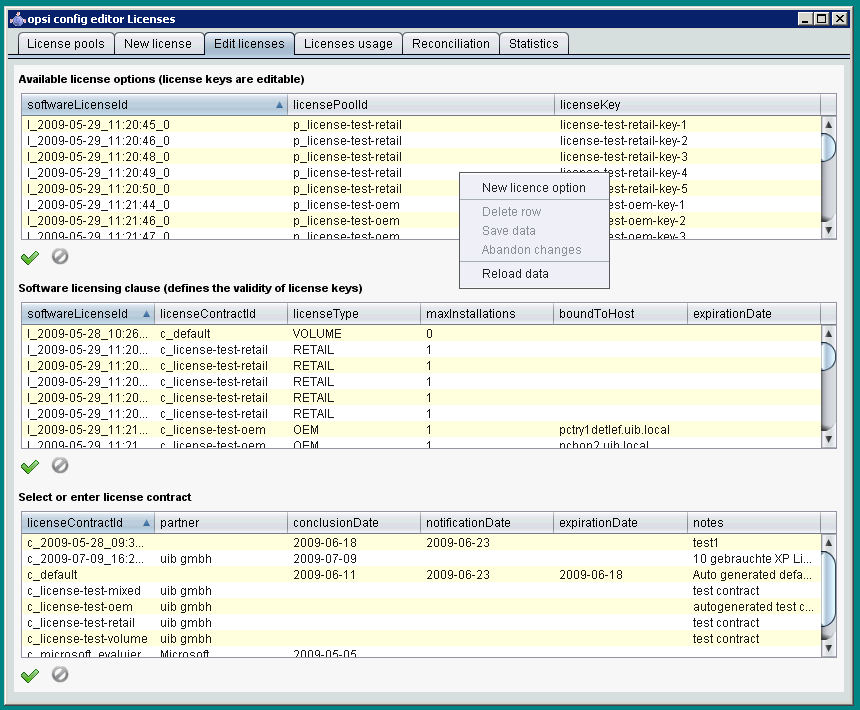 opsi config editor Licenses
License pools New license Edit licenses Licenses usage Reconciliation Statistics
Available license options (license keys are editable)
softwareLicenseId licensePoolId licenseKey
l_2009-05-29_11:20:45_0 p_license-test-retail license-test-retail-key-1
l_2009-05-29_11:20:46_0 p_license-test-retail license-test-retail-key-2
l_2009-05-29_11:20:48_0 p_license-test-retail license-test-retail-key-3
l_2009-05-29_11:20:49_0 p_license-test-retail st-retail-key-4
l_2009-05-29_11:20:50_0 p_license-test-retail st-retail-key-5
l_2009-05-29_11:21:44_0 p_license-test-oem st-oem-key-1
l_2009-05-29_11:21:46_0 p_license-test-oem st-oem-key-2
l_2009-05-29_11:21:47_0 p_license-test-oem st-oem-key-3
New licence option
Delete row
Save data
Abandon changes
Reload data
Software licensing clause (defines the validity of license keys)
softwareLicenseId licenseContractId licenseType maxInstallations boundToHost expirationDate
l_2009-05-28_10:26... c_default VOLUME 0
l_2009-05-29_11:20... c_license-test-retail RETAIL 1
l_2009-05-29_11:20... c_license-test-retail RETAIL 1
l_2009-05-29_11:20... c_license-test-retail RETAIL 1
l_2009-05-29_11:20... c_license-test-retail RETAIL 1
l_2009-05-29_11:20... c_license-test-retail RETAIL 1
l_2009-05-29_11:21... c_license-test-oem OEM 1 pctry1detlef.uib.local
l_2009-05-29_11:21... c_license-test-oem OEM 1 pcbon2.uib.local
Select or enter license contract
licenseContractId partner conclusionDate notificationDate expirationDate notes
c_2009-05-28_09:3... 2009-06-18 2009-06-23 test1
c_2009-07-09_16:2... uib gmbh 2009-07-09 10 gebrauchte XP Li...
c_default 2009-06-11 2009-06-23 2009-06-18 Auto generated defa...
c_license-test-mixed uib gmbh test contract
c_license-test-oem uib gmbh autogenerated test c...
c_license-test-retail uib gmbh test contract
c_license-test-volume uib gmbh test contract
c_microsoft_evaluier Microsoft 2009-05-05